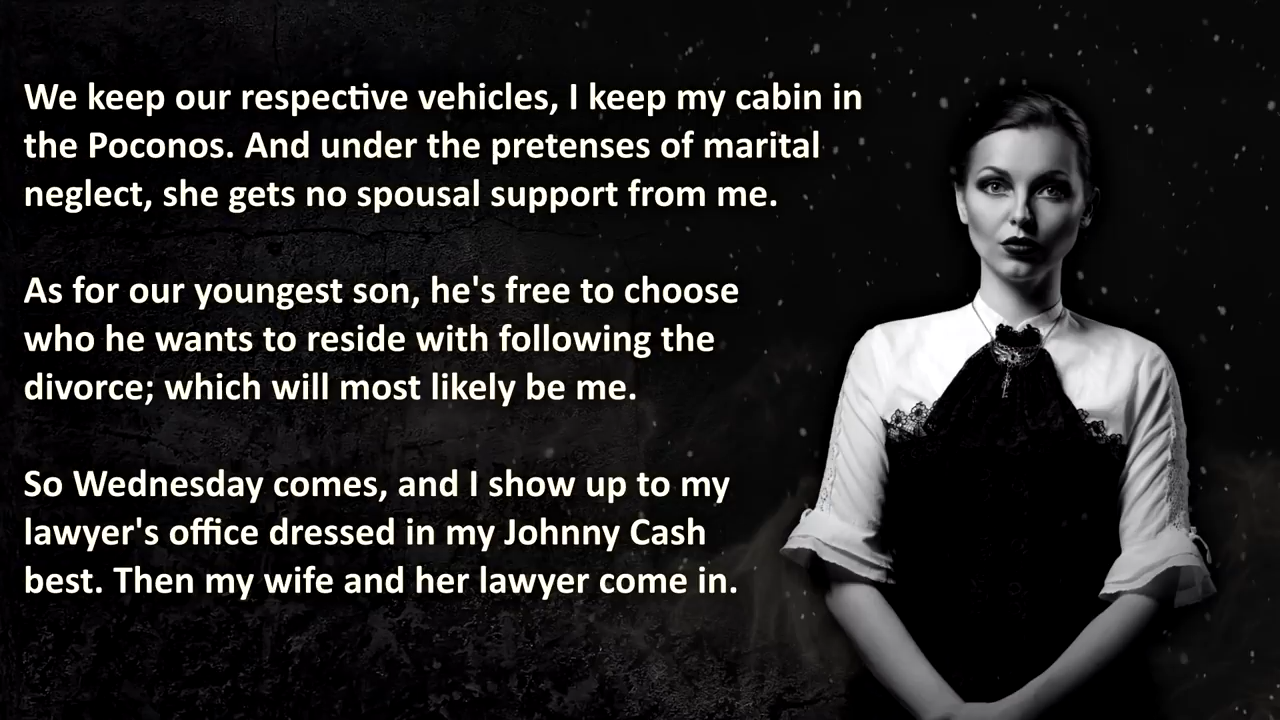 We keep our respective vehicles, I keep my cabin in
the Poconos. And under the pretenses of marital
neglect, she gets no spousal support from me.
As for our youngest son, he's free to choose
who he wants to reside with following the
divorce; which will most likely be me.
So Wednesday comes, and I show up to my
lawyer's office dressed in my Johnny Cash
best. Then my wife and her lawyer come in.